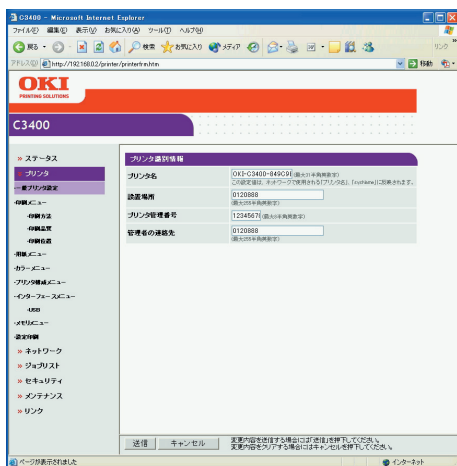 C3400 - Microsoft Internet Explorer
ファイル(F) 編集(E) 表示(V) お気に入り(A) ツール(T) ヘルプ(H)
戻る 検索 お気に入り メディア リンク
アドレス(D) http://192.168.0.2/printer/printerfrm.htm 移動
OKI
PRINTING SOLUTIONS
C3400
» ステータス
» プリンタ
-一般プリンタ設定
-印刷メニュー
-印刷方法
-印刷品質
-印刷位置
-用紙メニュー
-カラーメニュー
-プリンタ構成メニュー
-インターフェースメニュー
-USB
-メモリメニュー
-設定印刷
» ネットワーク
» ジョブリスト
» セキュリティ
» メンテナンス
» リンク
プリンタ識別情報
プリンタ名 OKI-C3400-849C9E (最大31半角英数字)
この設定値は、ネットワークで使用される「プリンタ名」、「sysName」に反映されます。
設置場所 0120888
(最大255半角英数字)
プリンタ管理番号 12345678 (最大8半角英数字)
管理者の連絡先 0120888
(最大255半角英数字)
送信 キャンセル 変更内容を送信する場合には「送信」を押下してください。
変更内容をクリアする場合にはキャンセルを押下してください。
ページが表示されました インターネット